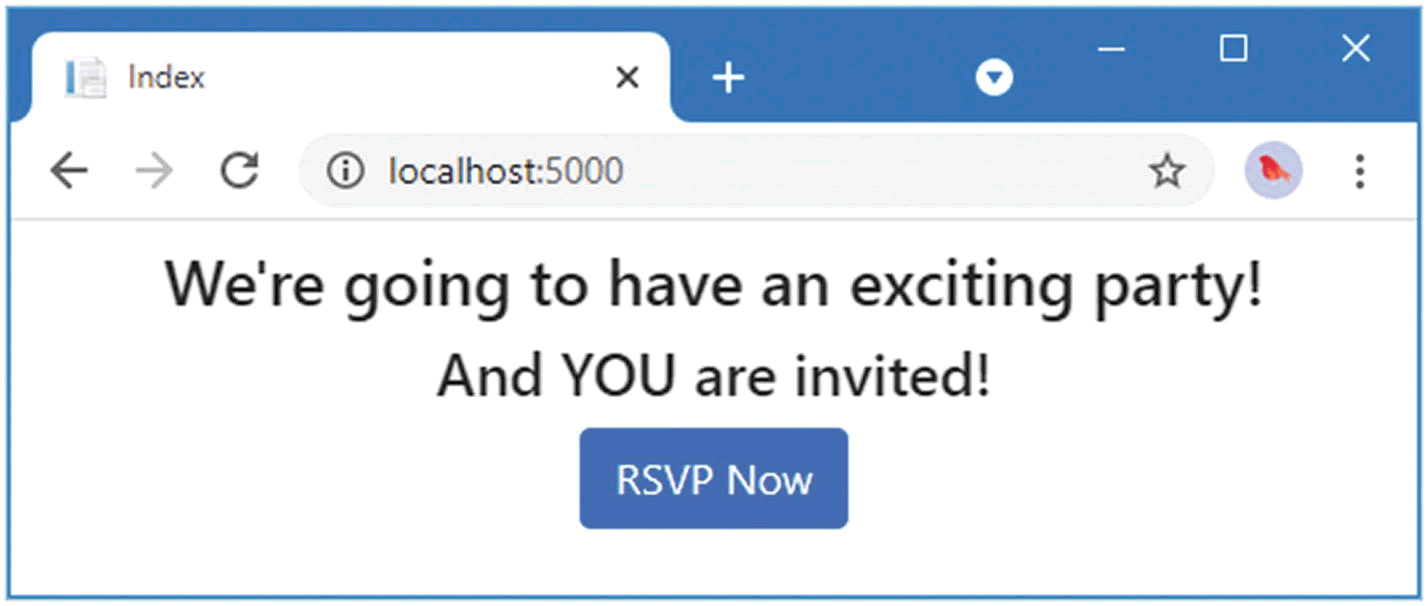 Index
localhost:5000
We're going to have an exciting party!
And YOU are invited!
RSVP Now